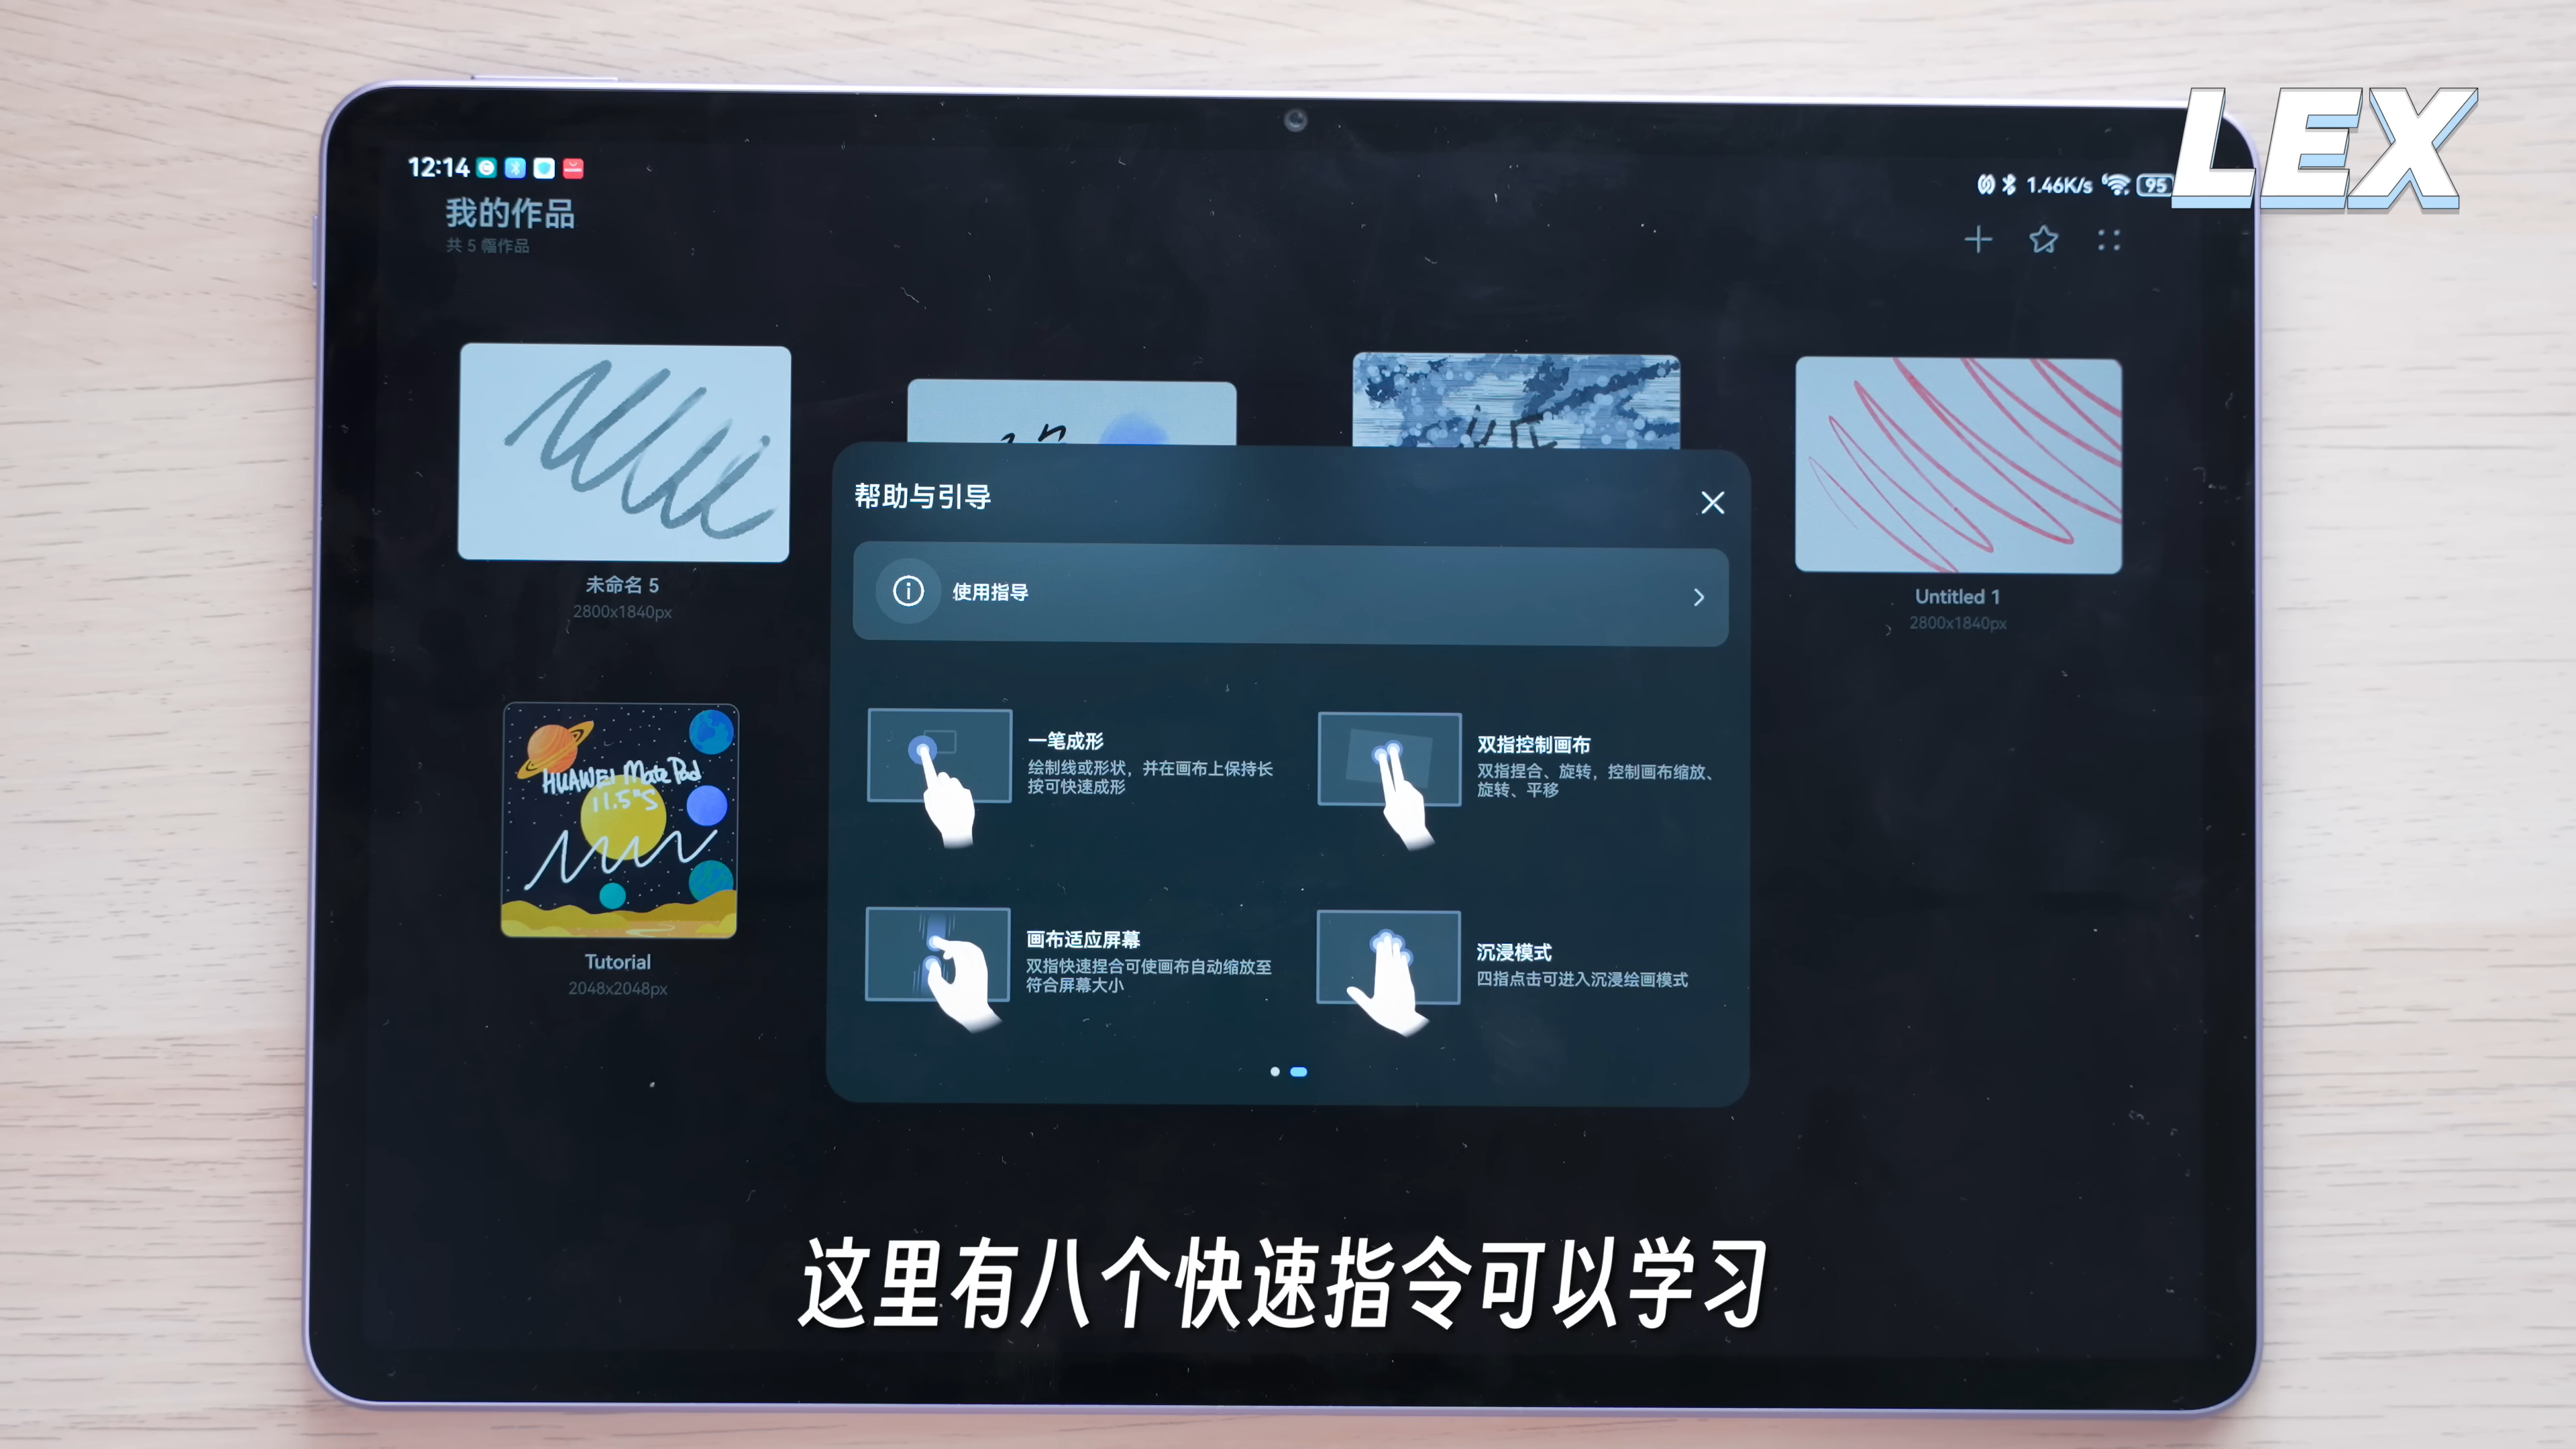 LEX
12:14
1.46K/s
95
我的作品
共 5 幅作品
未命名 5
2800x1840px
Untitled 1
2800x1840px
帮助与引导
使用指导
一笔成形
绘制线或形状，并在画布上保持长
按可快速成形
双指控制画布
双指捏合、旋转，控制画布缩放、
旋转、平移
HUAWEI MatePad
11.5"S
Tutorial
2048x2048px
画布适应屏幕
双指快速捏合可使画布自动缩放至
符合屏幕大小
沉浸模式
四指点击可进入沉浸绘画模式
这里有八个快速指令可以学习